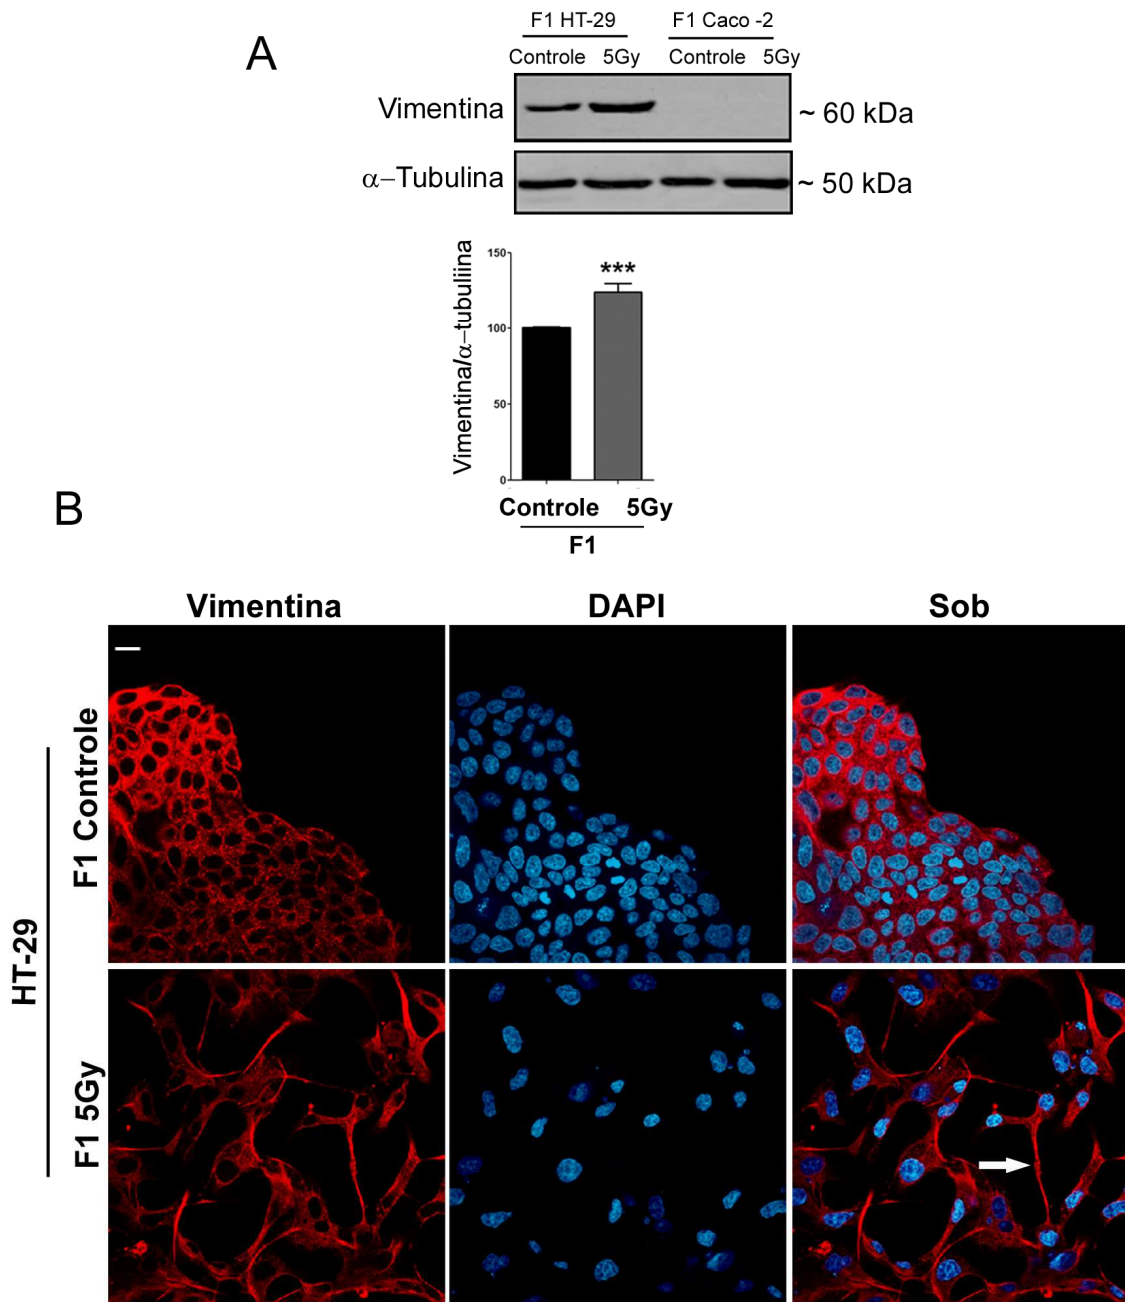 A
F1 HT-29 F1 Caco -2
Controle 5Gy Controle 5Gy
Vimentina ~ 60 kDa
α–Tubulina ~ 50 kDa
Vimentina/α–tubuliina
150
***
100
50
0
Controle 5Gy
F1
B
Vimentina DAPI Sob
HT-29
F1 Controle
F1 5Gy